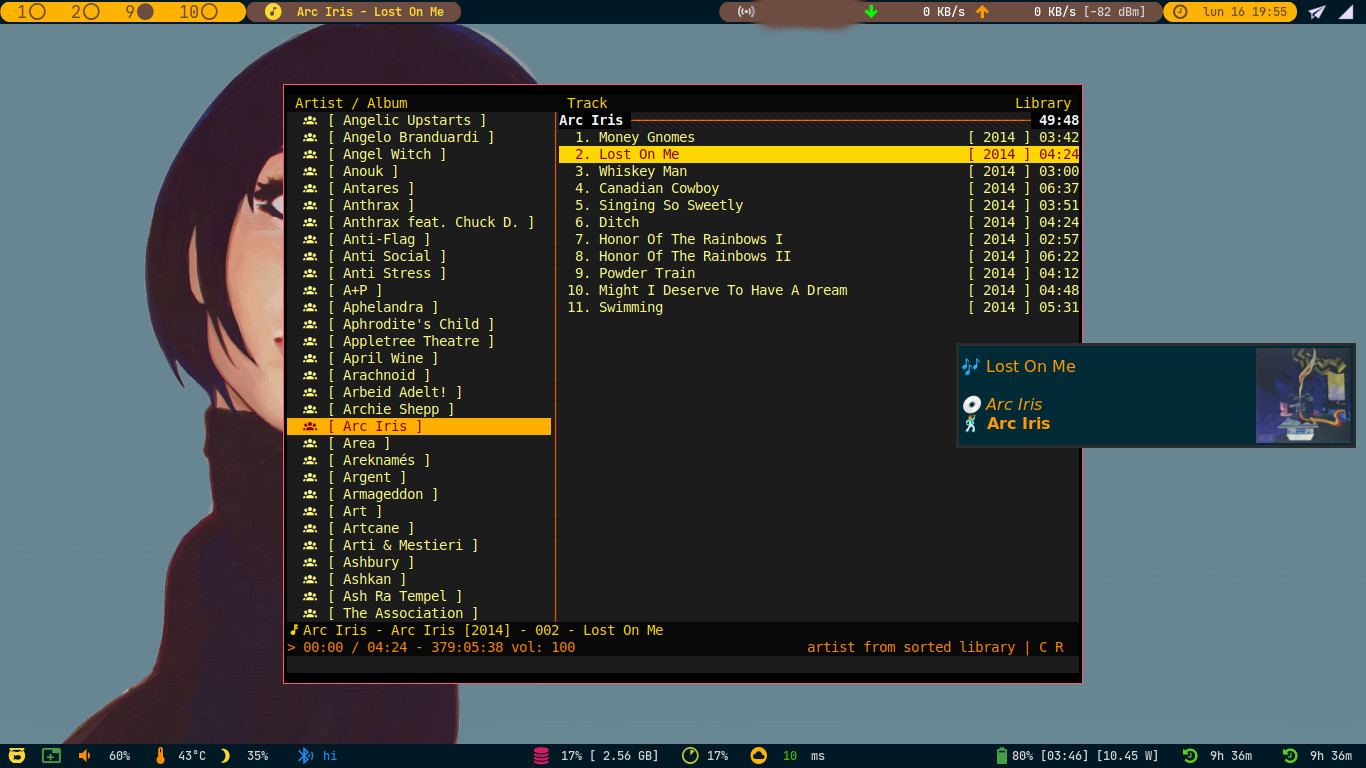 1 2 9 10 Arc Iris - Lost On Me 0 KB/s 0 KB/s [-82 dBm] lun 16 19:55
Artist / Album Track Library
[ Angelic Upstarts ] Arc Iris 49:48
[ Angelo Branduardi ] 1. Money Gnomes [ 2014 ] 03:42
[ Angel Witch ] 2. Lost On Me [ 2014 ] 04:24
[ Anouk ] 3. Whiskey Man [ 2014 ] 03:00
[ Antares ] 4. Canadian Cowboy [ 2014 ] 06:37
[ Anthrax ] 5. Singing So Sweetly [ 2014 ] 03:51
[ Anthrax feat. Chuck D. ] 6. Ditch [ 2014 ] 04:24
[ Anti-Flag ] 7. Honor Of The Rainbows I [ 2014 ] 02:57
[ Anti Social ] 8. Honor Of The Rainbows II [ 2014 ] 06:22
[ Anti Stress ] 9. Powder Train [ 2014 ] 04:12
[ A+P ] 10. Might I Deserve To Have A Dream [ 2014 ] 04:48
[ Aphelandra ] 11. Swimming [ 2014 ] 05:31
[ Aphrodite's Child ]
[ Appletree Theatre ]
[ April Wine ]
[ Arachnoid ]
[ Arbeid Adelt! ]
[ Archie Shepp ]
[ Arc Iris ]
[ Area ]
[ Areknamés ]
[ Argent ]
[ Armageddon ]
[ Art ]
[ Artcane ]
[ Arti & Mestieri ]
[ Ashbury ]
[ Ashkan ]
[ Ash Ra Tempel ]
[ The Association ]
Lost On Me
Arc Iris
Arc Iris
Arc Iris - Arc Iris [2014] - 002 - Lost On Me
> 00:00 / 04:24 - 379:05:38 vol: 100 artist from sorted library | C R
60% 43°C 35% hi 17% [ 2.56 GB] 17% 10 ms 80% [03:46] [10.45 W] 9h 36m 9h 36m